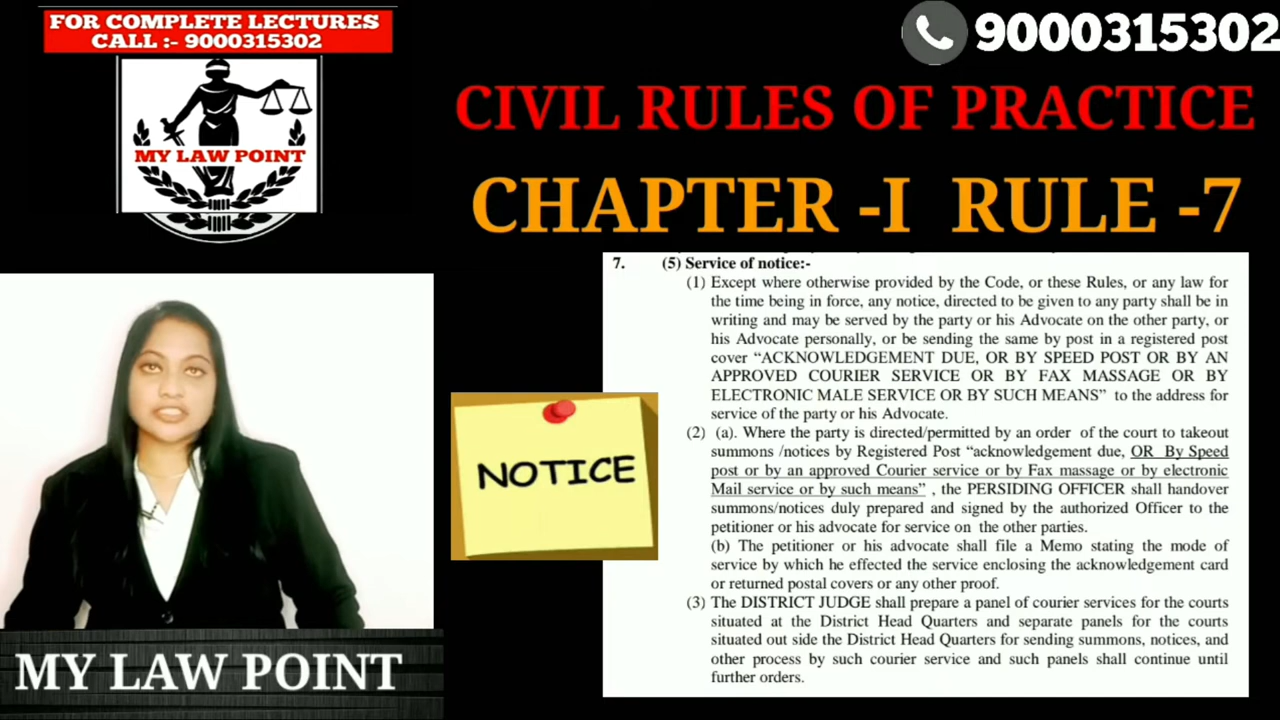 FOR COMPLETE LECTURES
CALL :- 9000315302
9000315302
MY LAW POINT
CIVIL RULES OF PRACTICE
CHAPTER -I RULE -7
7. (5) Service of notice:-
(1) Except where otherwise provided by the Code, or these Rules, or any law for
the time being in force, any notice, directed to be given to any party shall be in
writing and may be served by the party or his Advocate on the other party, or
his Advocate personally, or be sending the same by post in a registered post
cover “ACKNOWLEDGEMENT DUE, OR BY SPEED POST OR BY AN
APPROVED COURIER SERVICE OR BY FAX MASSAGE OR BY
ELECTRONIC MALE SERVICE OR BY SUCH MEANS” to the address for
service of the party or his Advocate.
(2) (a). Where the party is directed/permitted by an order of the court to takeout
summons /notices by Registered Post “acknowledgement due, OR By Speed
post or by an approved Courier service or by Fax massage or by electronic
Mail service or by such means” , the PERSIDING OFFICER shall handover
summons/notices duly prepared and signed by the authorized Officer to the
petitioner or his advocate for service on the other parties.
(b) The petitioner or his advocate shall file a Memo stating the mode of
service by which he effected the service enclosing the acknowledgement card
or returned postal covers or any other proof.
(3) The DISTRICT JUDGE shall prepare a panel of courier services for the courts
situated at the District Head Quarters and separate panels for the courts
situated out side the District Head Quarters for sending summons, notices, and
other process by such courier service and such panels shall continue until
further orders.
NOTICE
MY LAW POINT